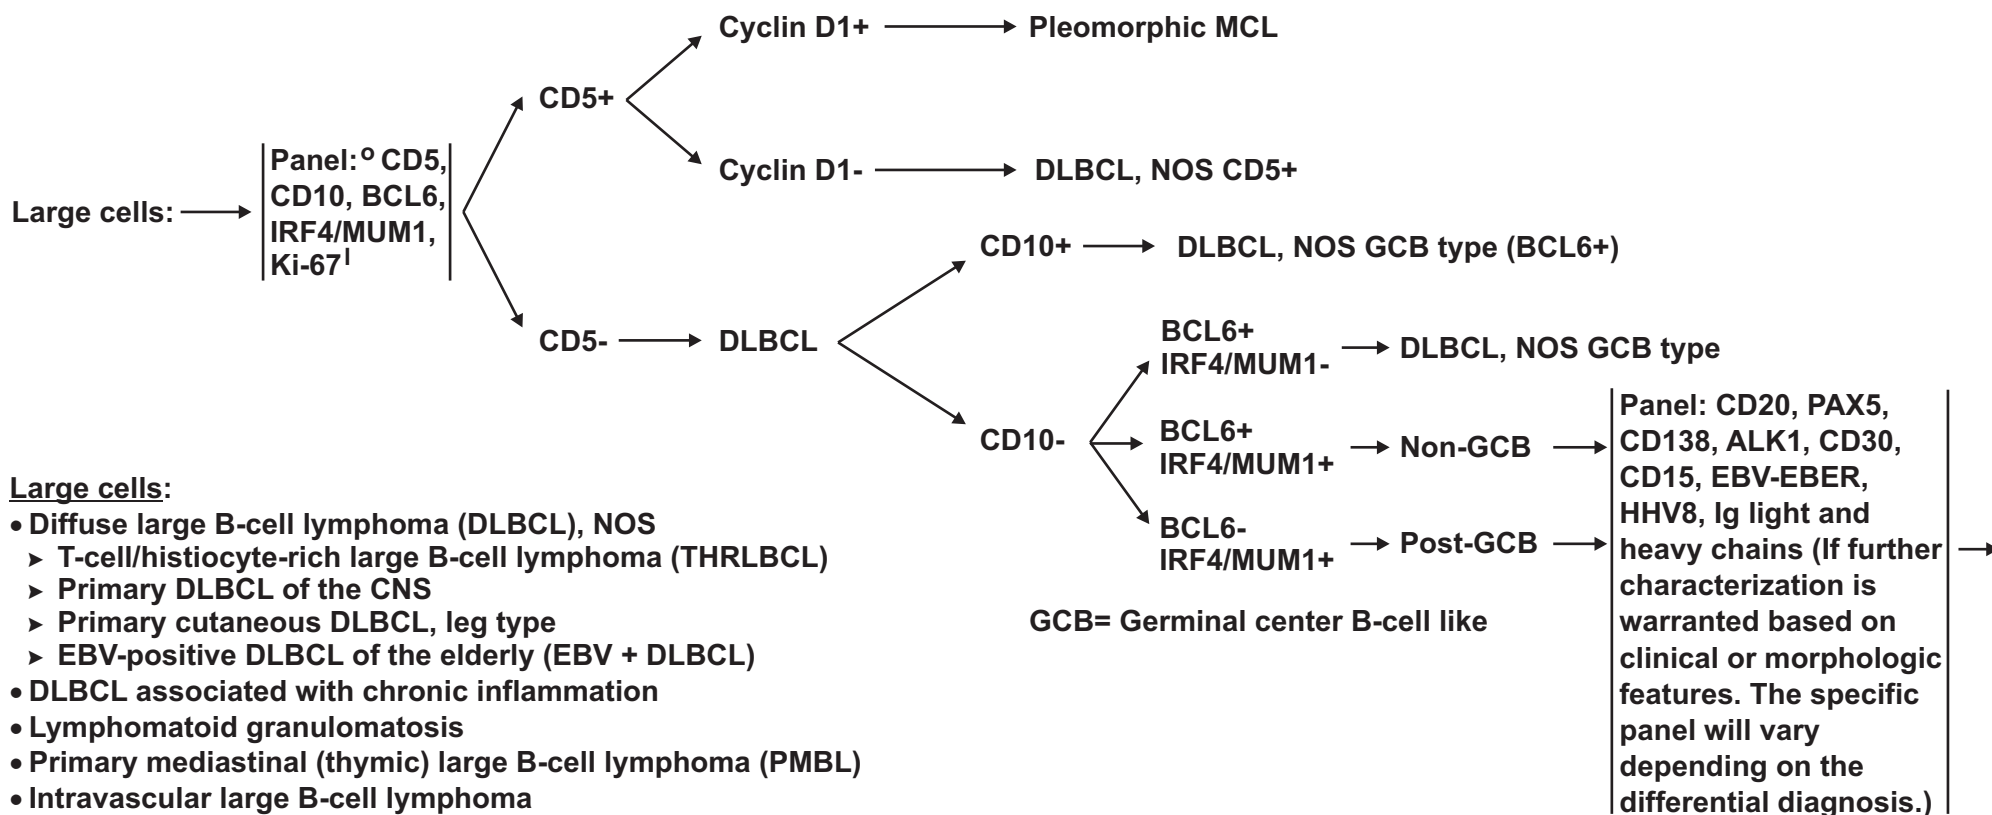 Large cells:
Panel:º CD5,
CD10, BCL6,
IRF4/MUM1,
Ki-67ˡ
CD5+
Cyclin D1+
Pleomorphic MCL
Cyclin D1-
DLBCL, NOS CD5+
CD5-
DLBCL
CD10+
DLBCL, NOS GCB type (BCL6+)
CD10-
BCL6+
IRF4/MUM1-
DLBCL, NOS GCB type
BCL6+
IRF4/MUM1+
Non-GCB
BCL6-
IRF4/MUM1+
Post-GCB
Panel: CD20, PAX5,
CD138, ALK1, CD30,
CD15, EBV-EBER,
HHV8, Ig light and
heavy chains (If further
characterization is
warranted based on
clinical or morphologic
features. The specific
panel will vary
depending on the
differential diagnosis.)
GCB= Germinal center B-cell like
Large cells:
• Diffuse large B-cell lymphoma (DLBCL), NOS
➤ T-cell/histiocyte-rich large B-cell lymphoma (THRLBCL)
➤ Primary DLBCL of the CNS
➤ Primary cutaneous DLBCL, leg type
➤ EBV-positive DLBCL of the elderly (EBV + DLBCL)
• DLBCL associated with chronic inflammation
• Lymphomatoid granulomatosis
• Primary mediastinal (thymic) large B-cell lymphoma (PMBL)
• Intravascular large B-cell lymphoma